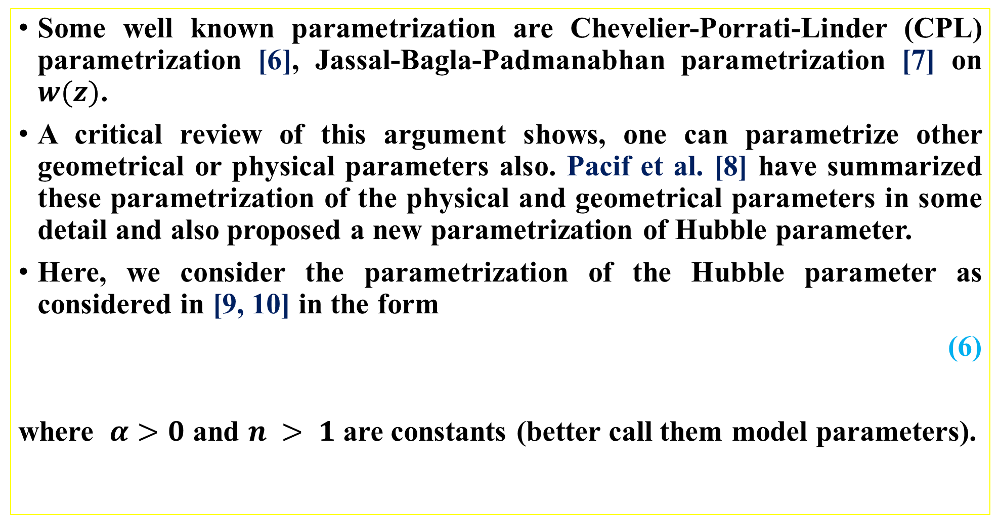 • Some well known parametrization are Chevelier-Porrati-Linder (CPL)
parametrization [6], Jassal-Bagla-Padmanabhan parametrization [7] on
w(z).
• A critical review of this argument shows, one can parametrize other
geometrical or physical parameters also. Pacif et al. [8] have summarized
these parametrization of the physical and geometrical parameters in some
detail and also proposed a new parametrization of Hubble parameter.
• Here, we consider the parametrization of the Hubble parameter as
considered in [9, 10] in the form
(6)
where α > 0 and n > 1 are constants (better call them model parameters).